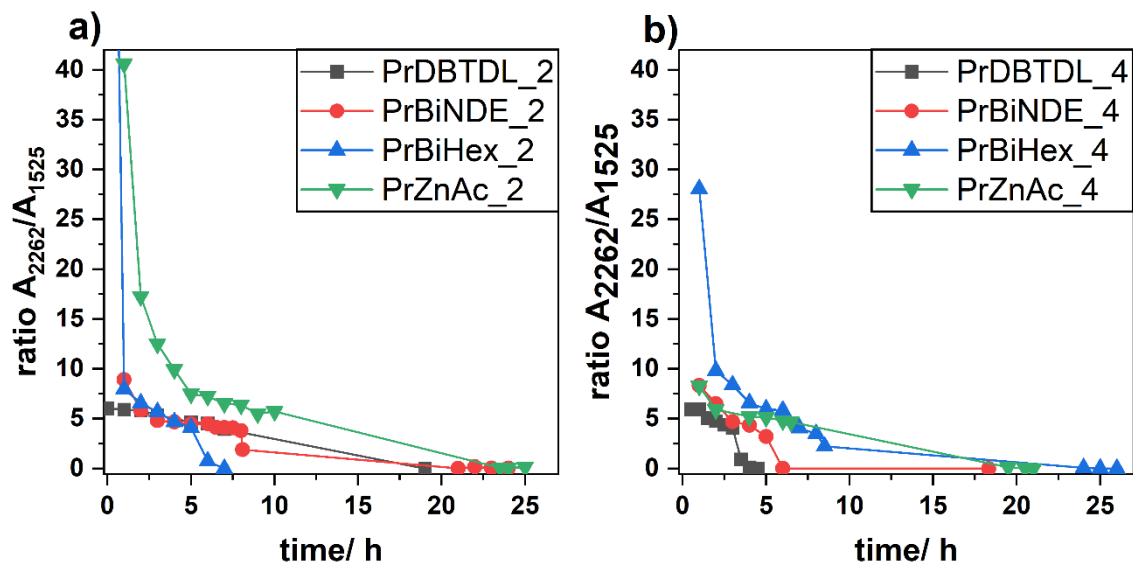 a)
PrDBTDL_2
PrBiNDE_2
PrBiHex_2
PrZnAc_2
40
35
30
25
20
15
10
5
0
ratio A₂₂₆₂/A₁₅₂₅
0 5 10 15 20 25
time/ h
b)
PrDBTDL_4
PrBiNDE_4
PrBiHex_4
PrZnAc_4
40
35
30
25
20
15
10
5
0
ratio A2262/A1525
0 5 10 15 20 25
time/ h